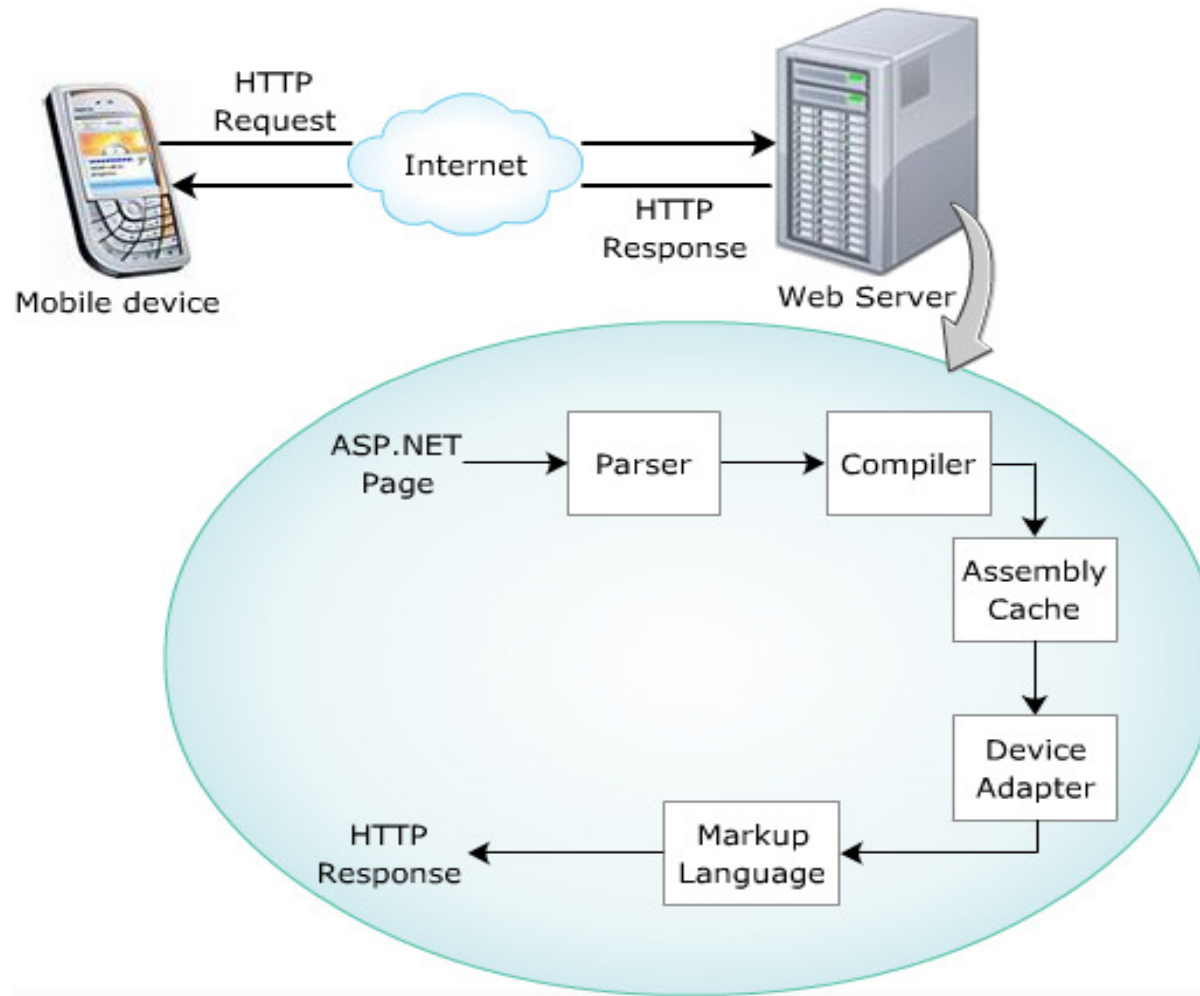 HTTP
Request
Internet
HTTP
Response
Mobile device
Web Server
ASP.NET
Page
Parser
Compiler
Assembly
Cache
Device
Adapter
Markup
Language
HTTP
Response